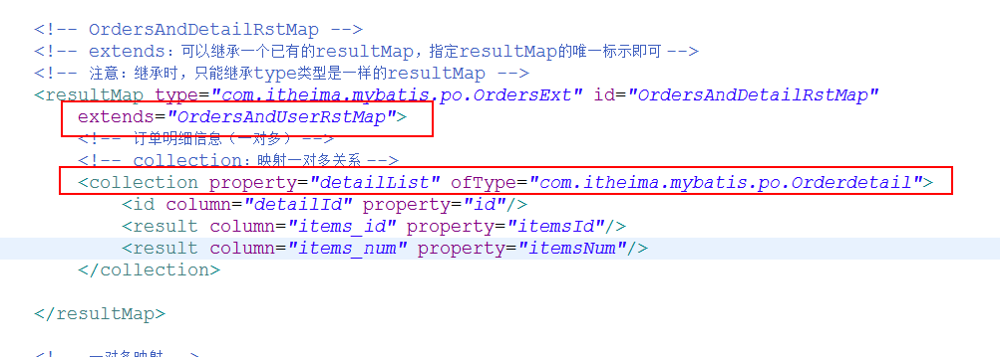 <!-- OrdersAndDetailRstMap -->
<!-- extends：可以继承一个已有的resultMap，指定resultMap的唯一标示即可 -->
<!-- 注意：继承时，只能继承type类型是一样的resultMap -->
<resultMap type="com.itheima.mybatis.po.OrdersExt" id="OrdersAndDetailRstMap"
extends="OrdersAndUserRstMap">
<!-- 订单明细信息（一对多） -->
<!-- collection：映射一对多关系 -->
<collection property="detailList" ofType="com.itheima.mybatis.po.Orderdetail">
<id column="detailId" property="id"/>
<result column="items_id" property="itemsId"/>
<result column="items_num" property="itemsNum"/>
</collection>
</resultMap>
<!-- 一对多映射 -->